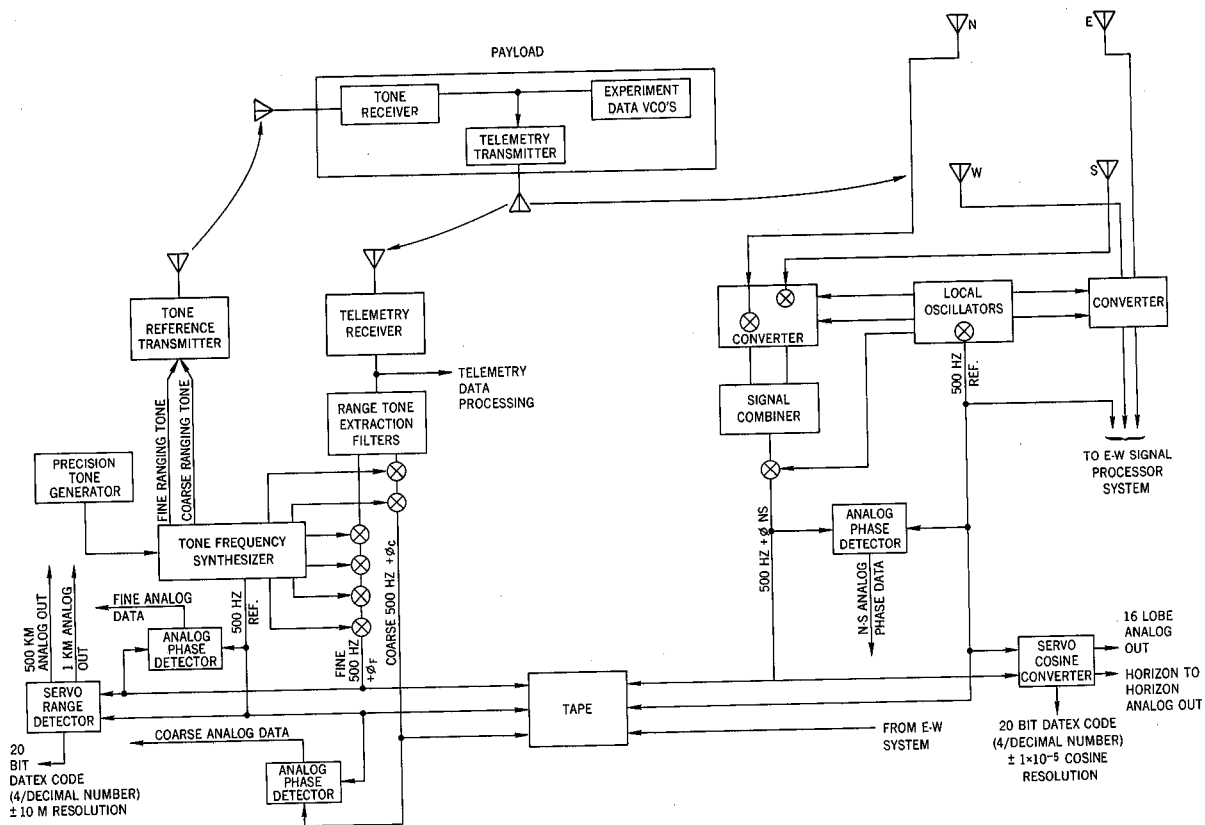 N
E
PAYLOAD
TONE
RECEIVER
EXPERIMENT
DATA VCO'S
TELEMETRY
TRANSMITTER
W
S
TONE
REFERENCE
TRANSMITTER
TELEMETRY
RECEIVER
CONVERTER
LOCAL
OSCILLATORS
CONVERTER
TELEMETRY
DATA
PROCESSING
500 HZ
REF.
SIGNAL
COMBINER
RANGE TONE
EXTRACTION
FILTERS
FINE RANGING TONE
COARSE RANGING TONE
PRECISION
TONE
GENERATOR
TO E-W SIGNAL
PROCESSOR
SYSTEM
TONE FREQUENCY
SYNTHESIZER
ANALOG
PHASE
DETECTOR
500 HZ +Ø NS
COARSE 500 HZ +ØC
500 KM
ANALOG OUT
1 KM ANALOG
OUT
FINE ANALOG
DATA
500 HZ
REF.
N-S ANALOG
PHASE DATA
ANALOG
PHASE
DETECTOR
FINE
500 HZ
+ØF
16 LOBE
ANALOG
OUT
SERVO
COSINE
CONVERTER
SERVO
RANGE
DETECTOR
TAPE
HORIZON TO
HORIZON
ANALOG OUT
COARSE ANALOG DATA
FROM E-W
SYSTEM
20 BIT DATEX CODE
(4/DECIMAL NUMBER)
± 1×10⁻⁵ COSINE
RESOLUTION
20
BIT
DATEX CODE
(4/DECIMAL NUMBER)
±10 M RESOLUTION
ANALOG
PHASE
DETECTOR